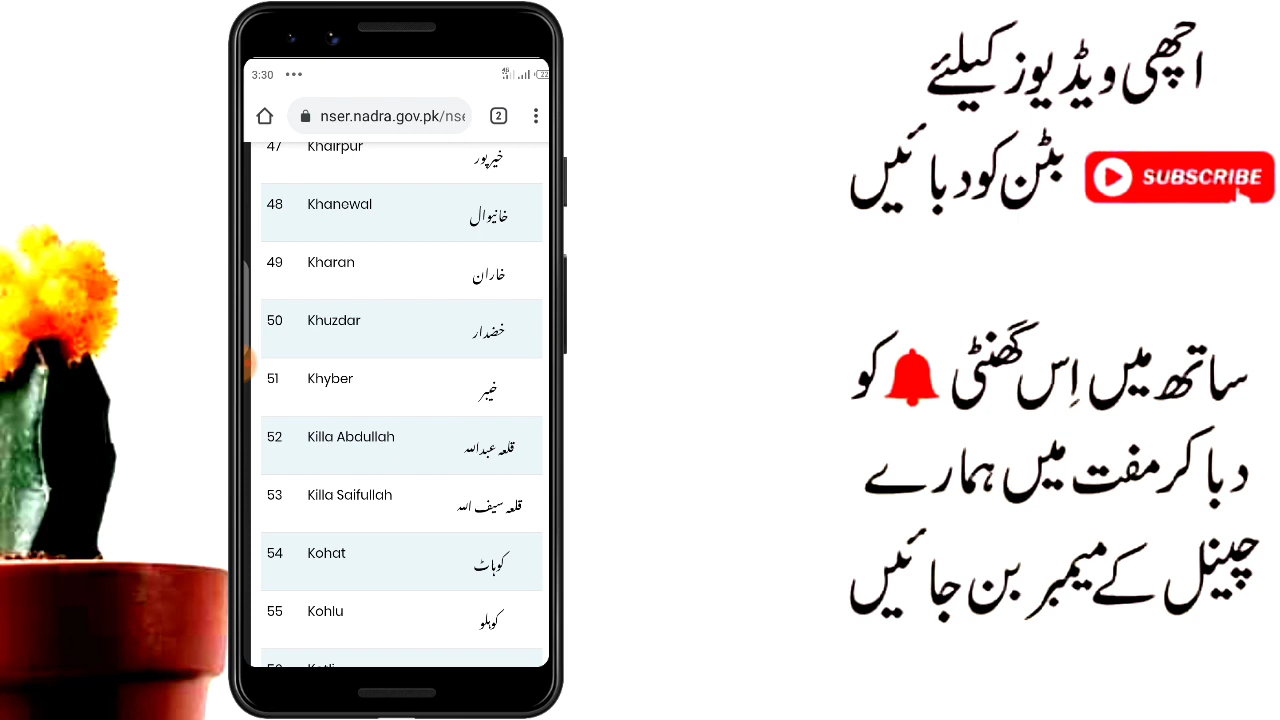 3:30
nser.nadra.gov.pk/nse
2
47 Khairpur خیرپور
48 Khanewal خانیوال
49 Kharan خاران
50 Khuzdar خضدار
51 Khyber خیبر
52 Killa Abdullah قلعہ عبداللہ
53 Killa Saifullah قلعہ سیف اللہ
54 Kohat کوہاٹ
55 Kohlu کوہلو
اچھی ویڈیوز کیلئے
SUBSCRIBE بٹن کو دبائیں
ساتھ میں اِس گھنٹی کو
دبا کر مفت میں ہمارے
چینل کے میمبر بن جائیں